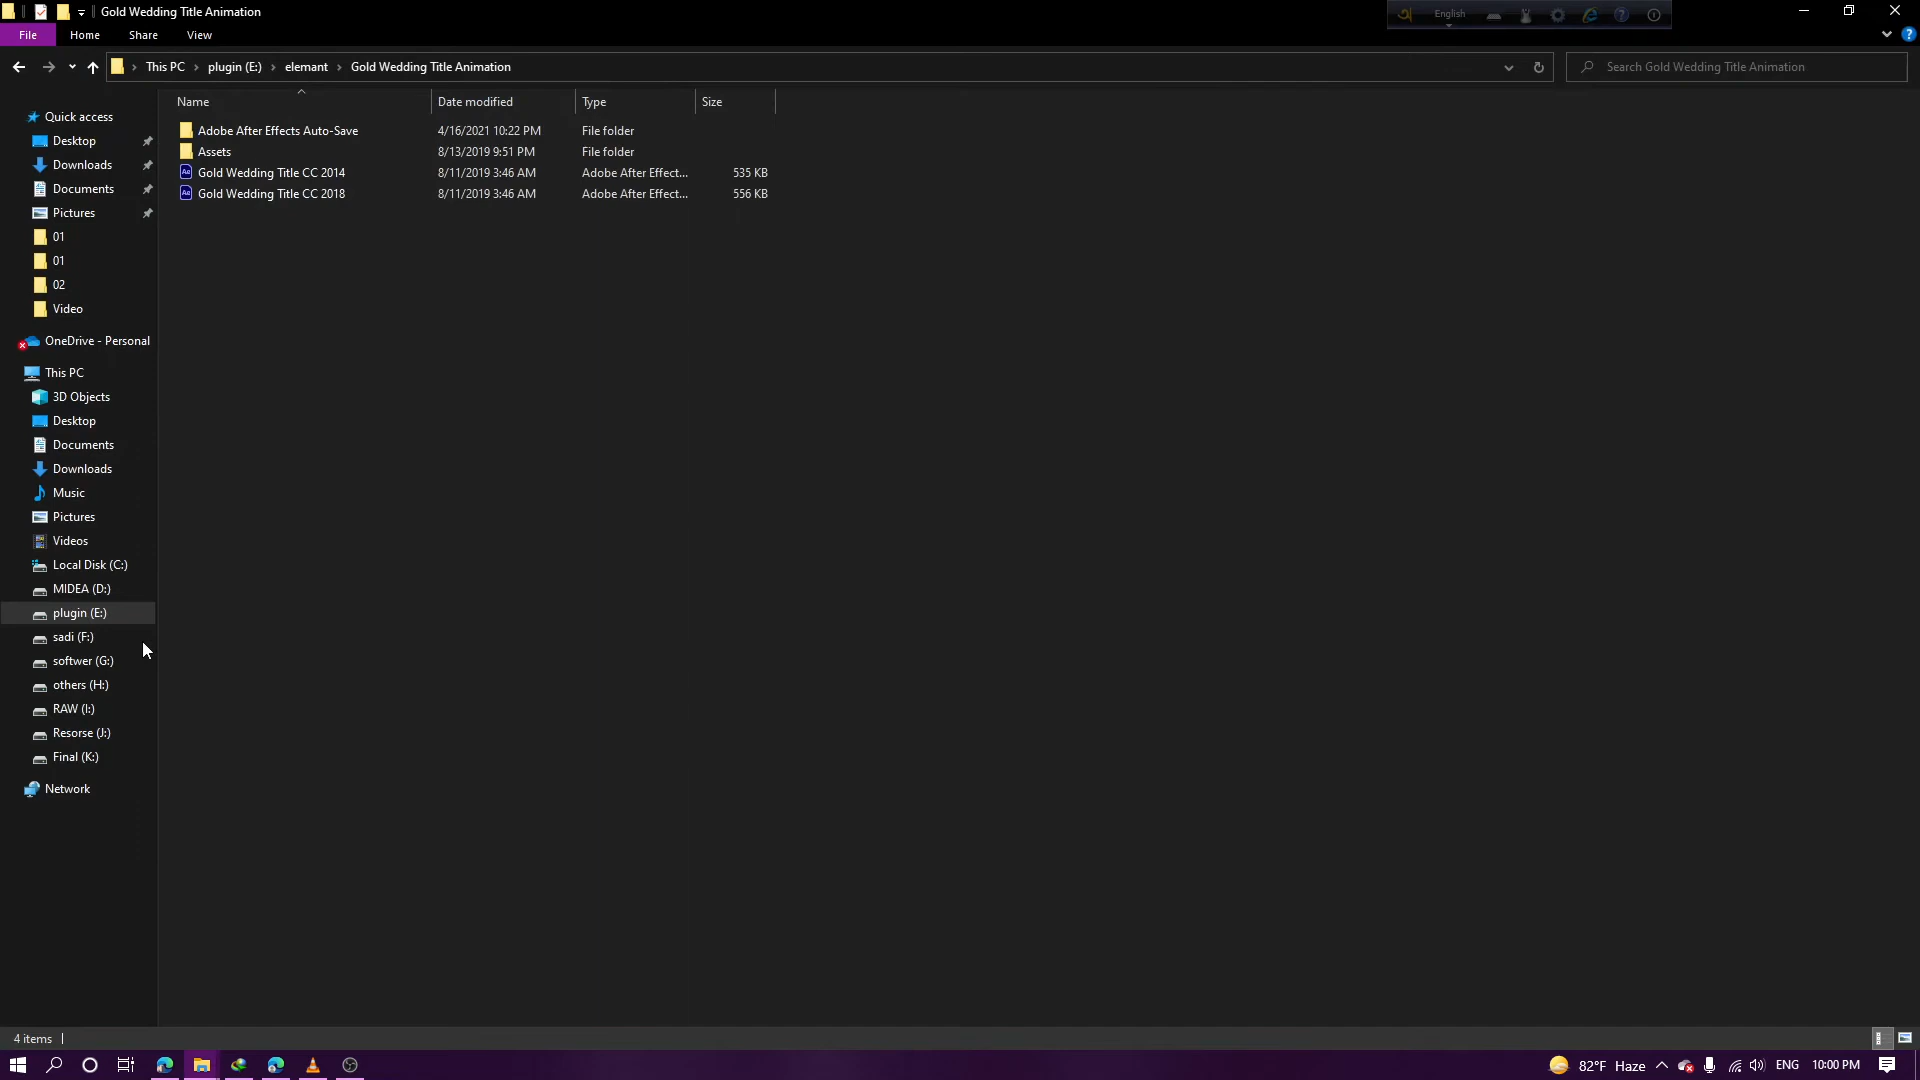 Gold Wedding Title Animation
English
File Home Share View
This PC plugin (E:) elemant Gold Wedding Title Animation
Search Gold Wedding Title Animation
Name Date modified Type Size
Adobe After Effects Auto-Save 4/16/2021 10:22 PM File folder
Assets 8/13/2019 9:51 PM File folder
Gold Wedding Title CC 2014 8/11/2019 3:46 AM Adobe After Effect... 535 KB
Gold Wedding Title CC 2018 8/11/2019 3:46 AM Adobe After Effect... 556 KB
Quick access
Desktop
Downloads
Documents
Pictures
01
01
02
Video
OneDrive - Personal
This PC
3D Objects
Desktop
Documents
Downloads
Music
Pictures
Videos
Local Disk (C:)
MIDEA (D:)
plugin (E:)
sadi (F:)
softwer (G:)
others (H:)
RAW (I:)
Resorse (J:)
Final (K:)
Network
4 items
82°F Haze ENG 10:00 PM